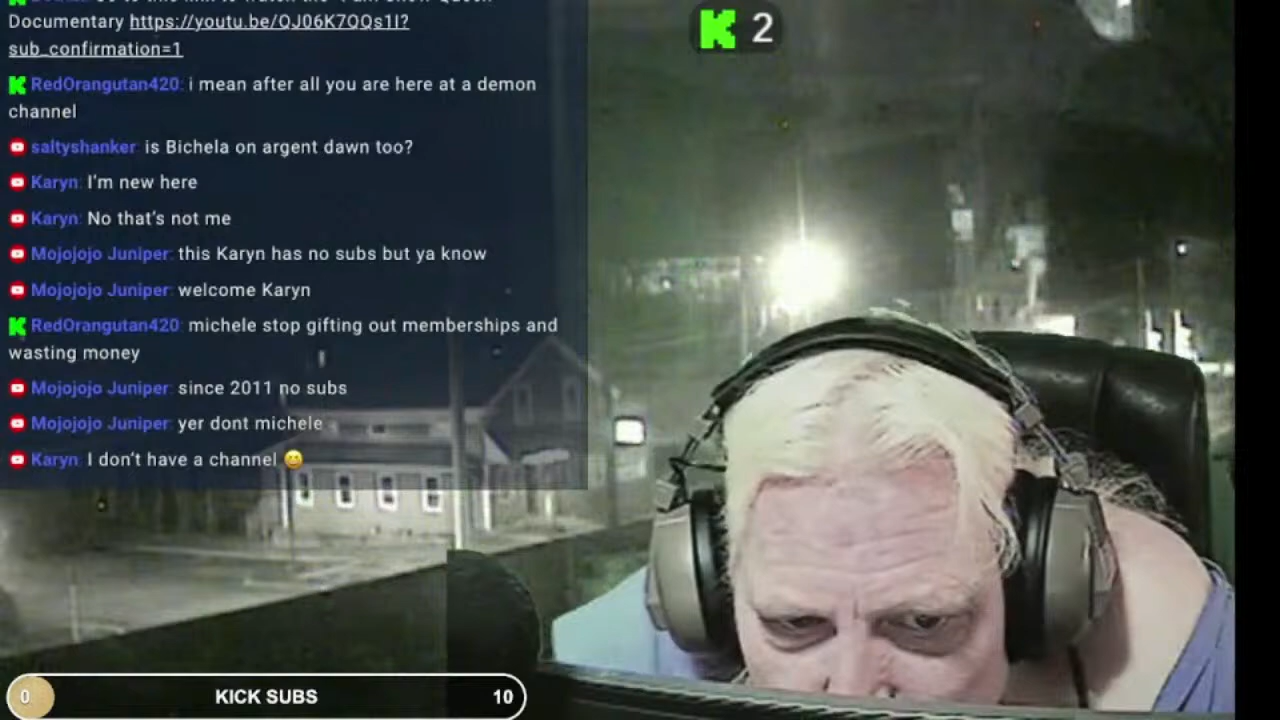 Documentary https://youtu.be/QJ06K7QQs1I?
sub_confirmation=1
RedOrangutan420: i mean after all you are here at a demon
channel
saltyshanker: is Bichela on argent dawn too?
Karyn: I'm new here
Karyn: No that's not me
Mojojojo Juniper: this Karyn has no subs but ya know
Mojojojo Juniper: welcome Karyn
RedOrangutan420: michele stop gifting out memberships and
wasting money
Mojojojo Juniper: since 2011 no subs
Mojojojo Juniper: yer dont michele
Karyn: I don't have a channel 😀
K 2
0 KICK SUBS 10